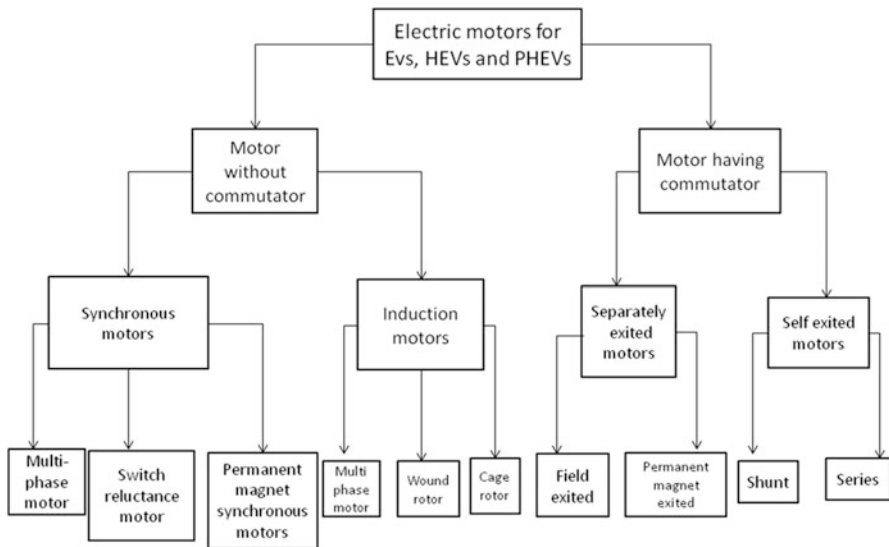 Electric motors for
Evs, HEVs and PHEVs
Motor
without
commutator
Motor having
commutator
Synchronous
motors
Induction
motors
Separately
exited
motors
Self exited
motors
Multi-
phase
motor
Switch
reluctance
motor
Permanent
magnet
synchronous
motors
Multi
phase
motor
Wound
rotor
Cage
rotor
Field
exited
Permanent
magnet
exited
Shunt
Series